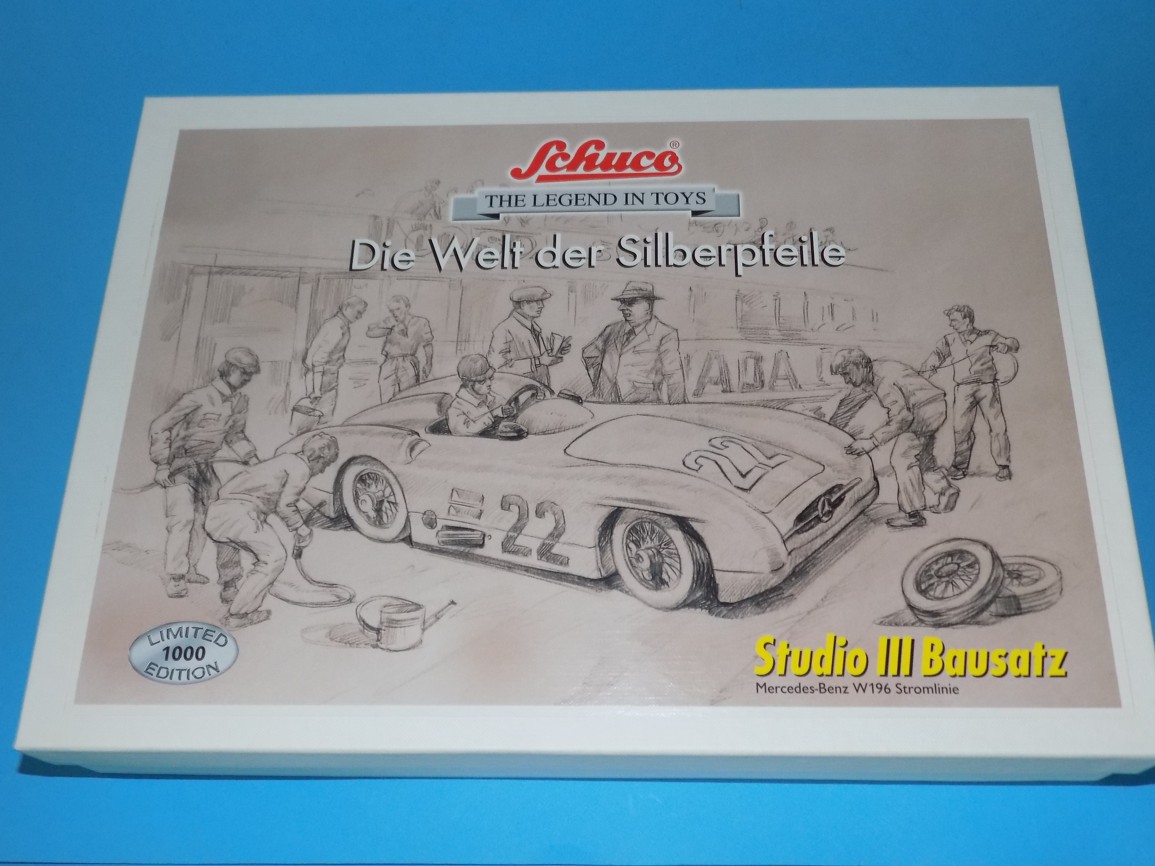 Schuco®
THE LEGEND IN TOYS
Die Welt der Silberpfeile
ADA
22
22
LIMITED
1000
EDITION
Studio III Bausatz
Mercedes-Benz W196 Stromlinie